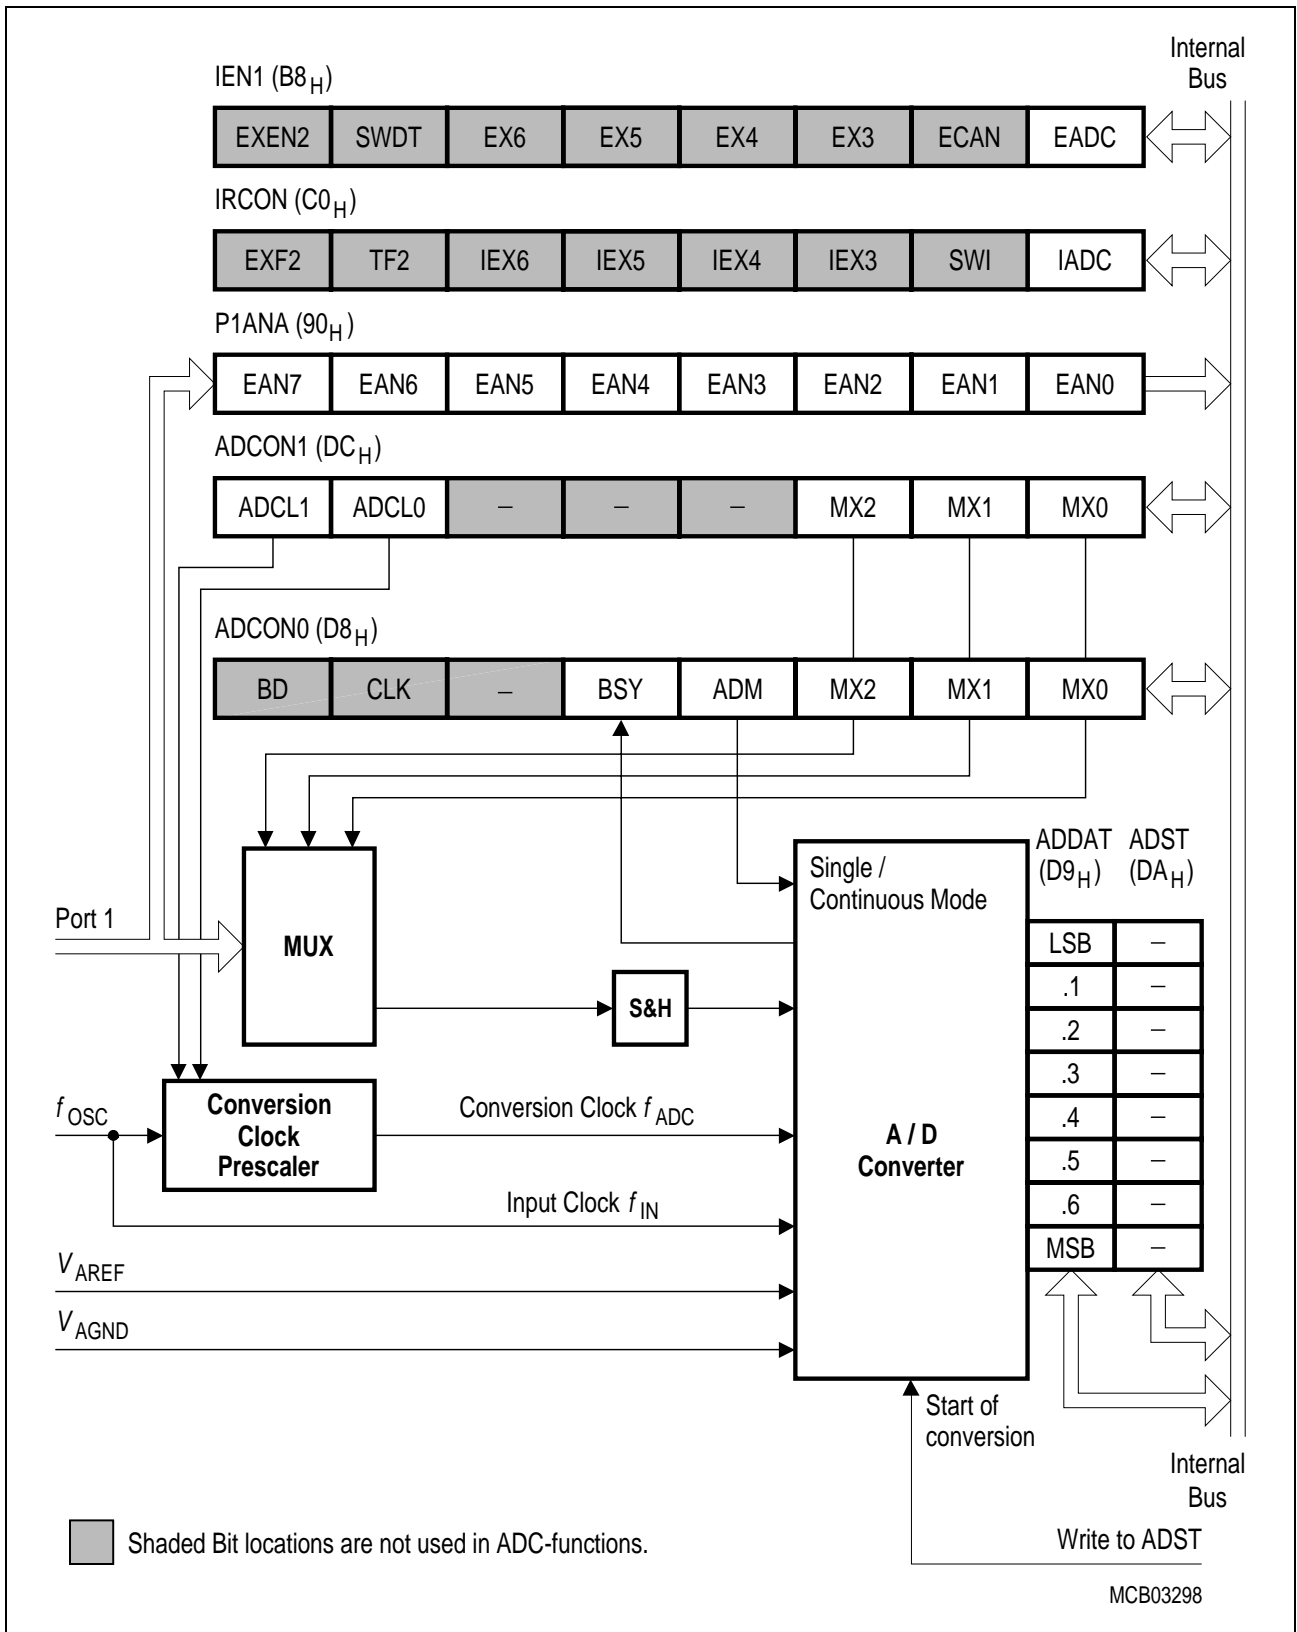 Internal
Bus
IEN1 (B8H)
EXEN2 SWDT EX6 EX5 EX4 EX3 ECAN EADC
IRCON (C0H)
EXF2 TF2 IEX6 IEX5 IEX4 IEX3 SWI IADC
P1ANA (90H)
EAN7 EAN6 EAN5 EAN4 EAN3 EAN2 EAN1 EAN0
ADCON1 (DCH)
ADCL1 ADCL0 – – – MX2 MX1 MX0
ADCON0 (D8H)
BD CLK – BSY ADM MX2 MX1 MX0
Port 1
MUX
S&H
Single /
Continuous Mode
A / D
Converter
ADDAT ADST
(D9H) (DAH)
LSB –
.1 –
.2 –
.3 –
.4 –
.5 –
.6 –
MSB –
fOSC
Conversion
Clock
Prescaler
Conversion Clock fADC
Input Clock fIN
VAREF
VAGND
Start of
conversion
Internal
Bus
Write to ADST
Shaded Bit locations are not used in ADC-functions.
MCB03298